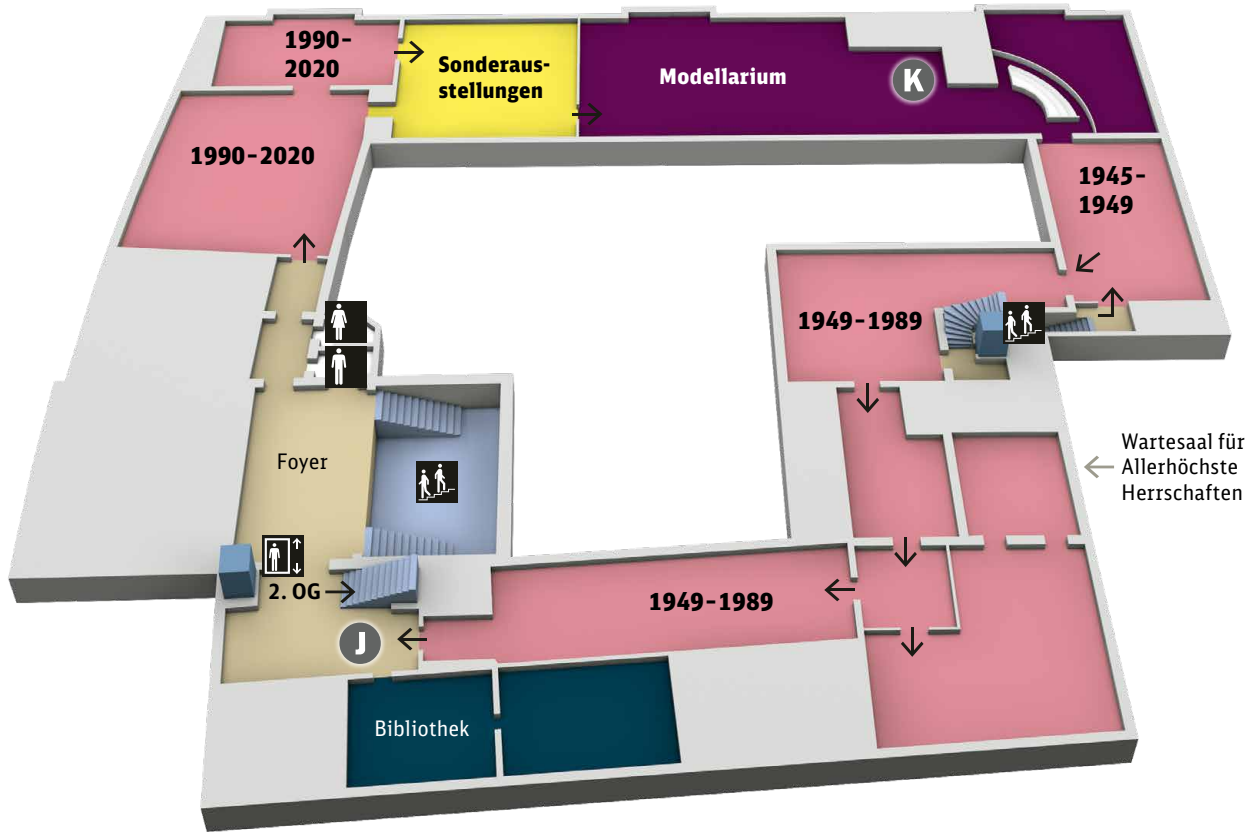 1990-
2020
Sonderaus-
stellungen
Modellarium
K
1990-2020
1945-
1949
1949-1989
Foyer
Wartesaal für
Allerhöchste
Herrschaften
2. OG
1949-1989
J
Bibliothek